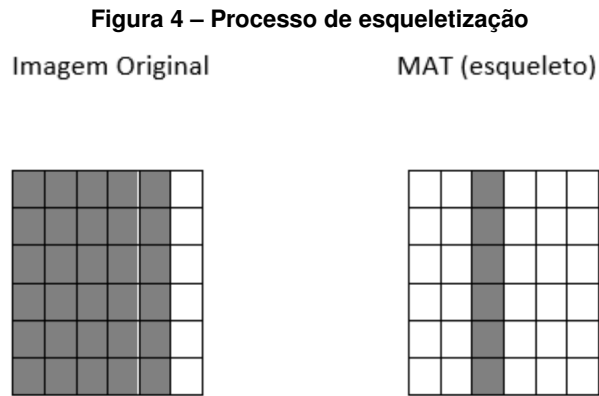 Figura 4 – Processo de esqueletização
Imagem Original
MAT (esqueleto)